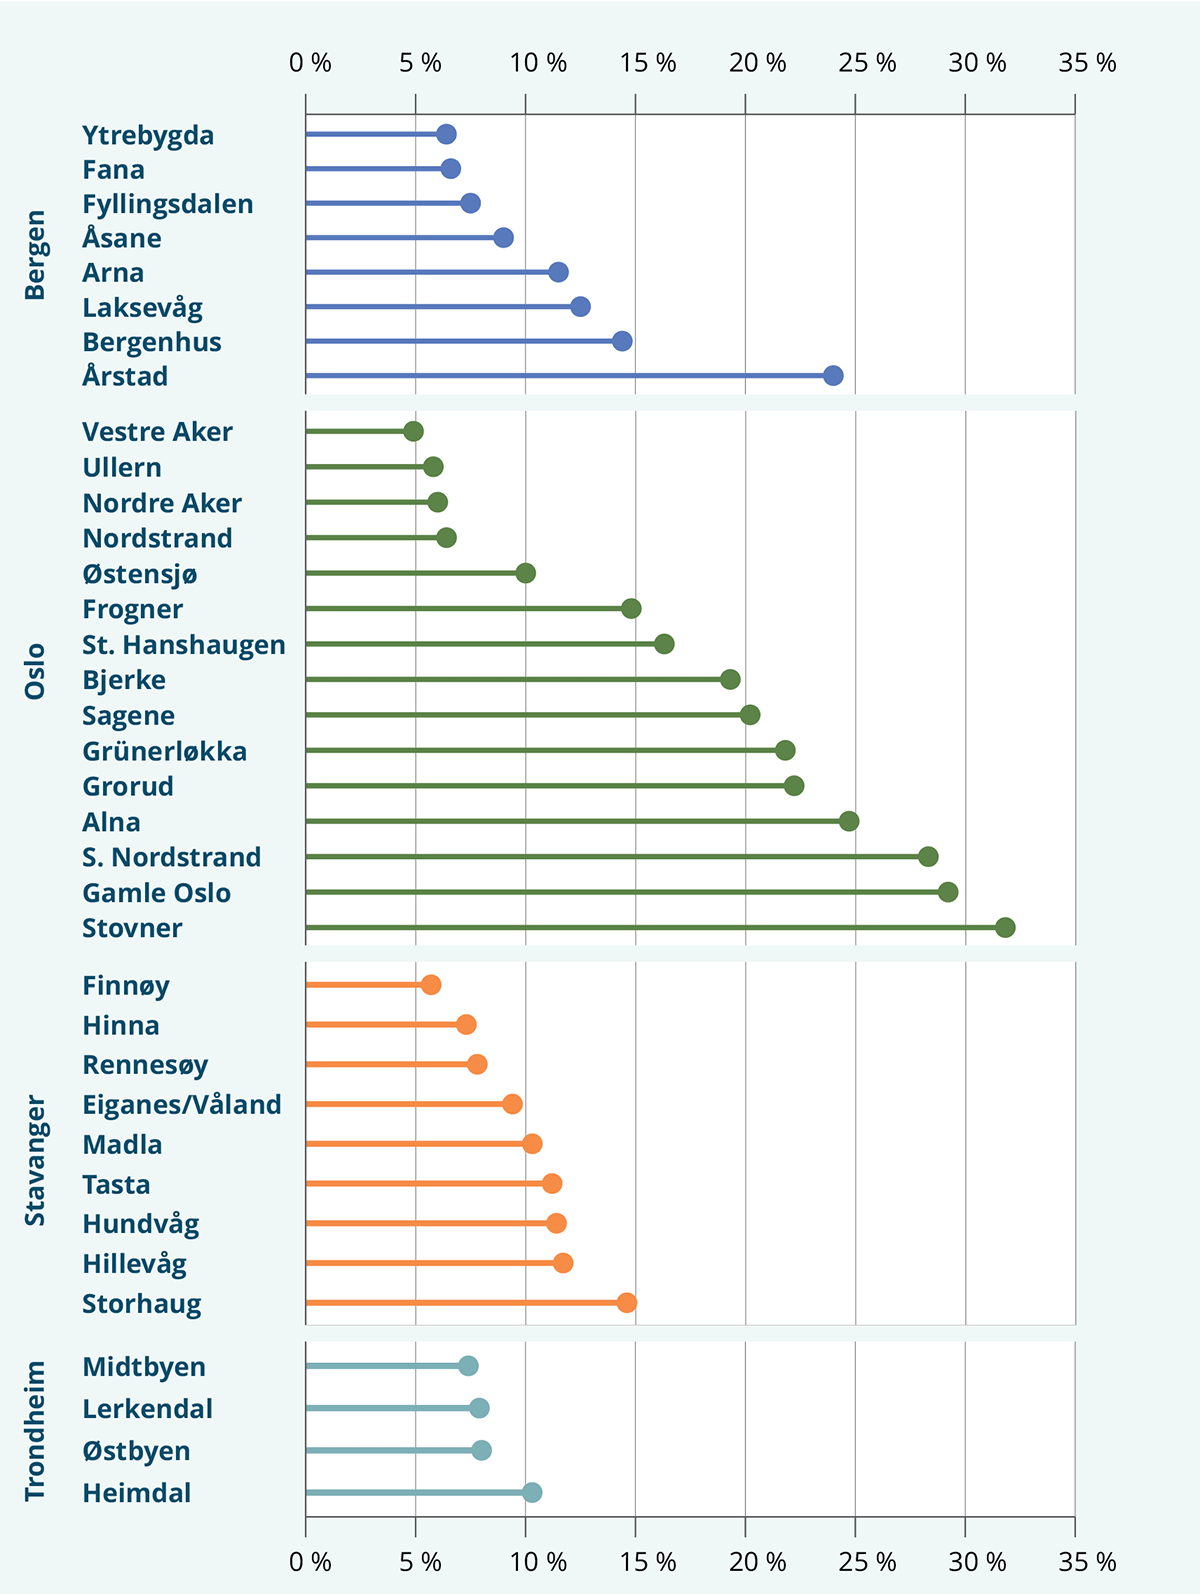 0 % 5 % 10 % 15 % 20 % 25 % 30 % 35 %
Bergen
Ytrebygda
Fana
Fyllingsdalen
Åsane
Arna
Laksevåg
Bergenhus
Årstad
Oslo
Vestre Aker
Ullern
Nordre Aker
Nordstrand
Østensjø
Frogner
St. Hanshaugen
Bjerke
Sagene
Grünerløkka
Grorud
Alna
S. Nordstrand
Gamle Oslo
Stovner
Stavanger
Finnøy
Hinna
Rennesøy
Eiganes/Våland
Madla
Tasta
Hundvåg
Hillevåg
Storhaug
Trondheim
Midtbyen
Lerkendal
Østbyen
Heimdal
0 % 5 % 10 % 15 % 20 % 25 % 30 % 35 %